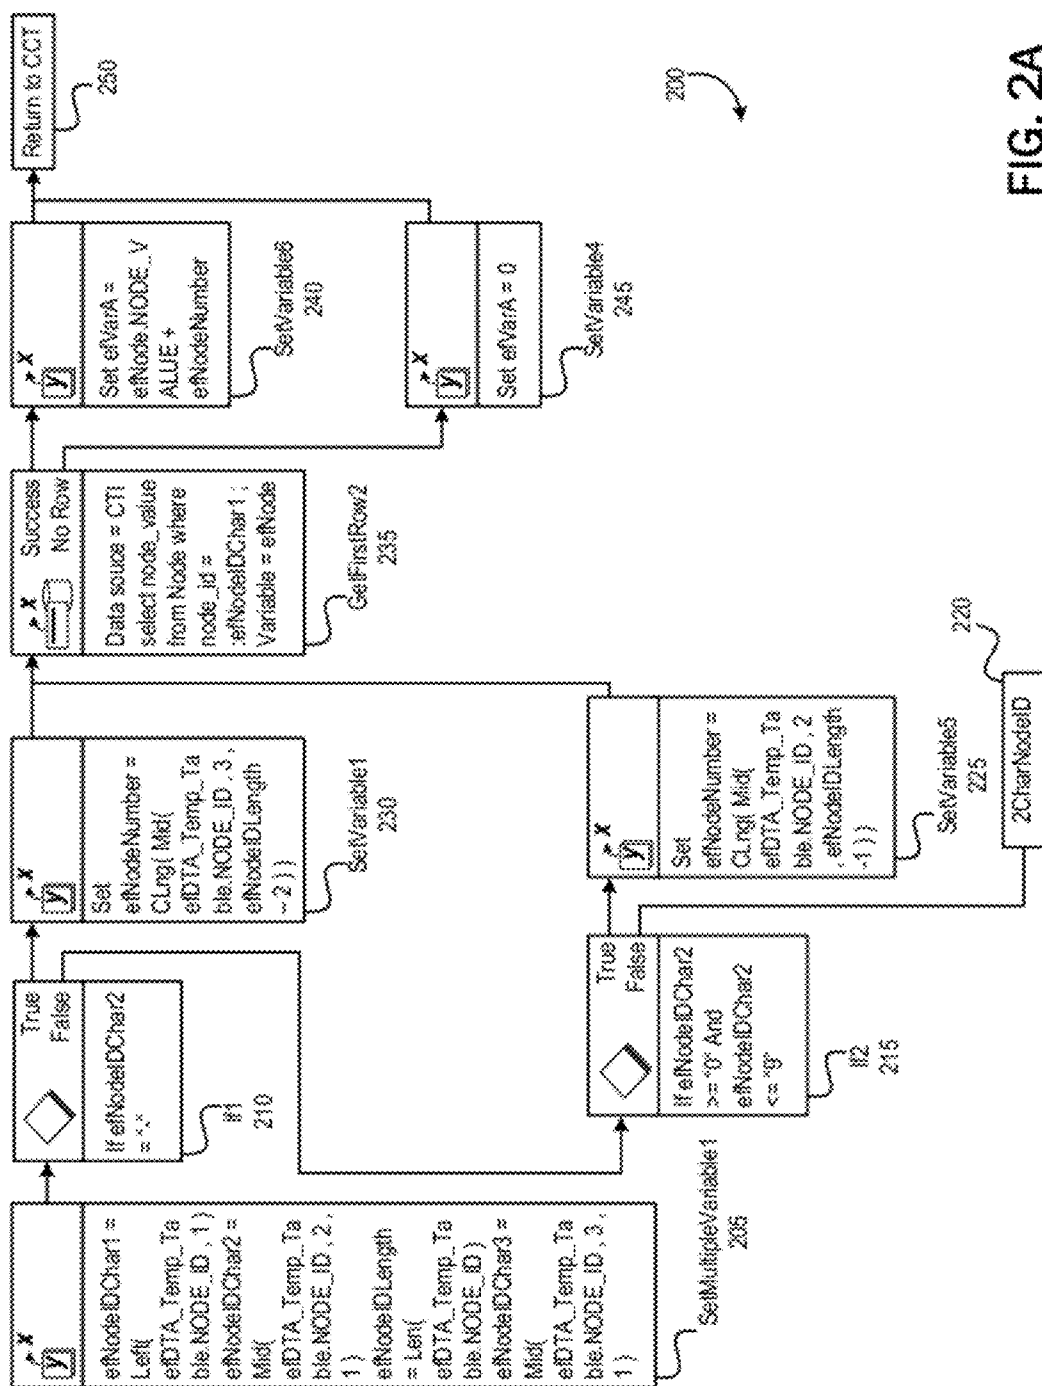 y x
efNodeIDChar1 =
Left(
efDTA_Temp_Ta
ble.NODE_ID , 1 )
efNodeIDChar2 =
Mid(
efDTA_Temp_Ta
ble.NODE_ID , 2 ,
1 )
efNodeIDLength
= Len(
efDTA_Temp_Ta
ble.NODE_ID )
efNodeIDChar3 =
Mid(
efDTA_Temp_Ta
ble.NODE_ID , 3 ,
1 )
SetMultipleVariable1
205
True
False
If efNodeIDChar2
= "-"
If1
210
True
False
If efNodeIDChar2
>= "0" And
efNodeIDChar2
<= "9"
If2
215
y x
Set
efNodeNumber =
CLng( Mid(
efDTA_Temp_Ta
ble.NODE_ID , 3 ,
efNodeIDLength
- 2 ) )
SetVariable1
230
y x
Set
efNodeNumber =
CLng( Mid(
efDTA_Temp_Ta
ble.NODE_ID , 2
, efNodeIDLength
-1 ) )
SetVariable5
225
2CharNodeID
220
x
Success
No Row
Data souce = CTI
select node_value
from Node where
node_id =
:efNodeIDChar1 ;
Variable = efNode
GetFirstRow2
235
y x
Set efVarA =
efNode.NODE_V
ALUE +
efNodeNumber
SetVariable6
240
y x
Set efVarA = 0
SetVariable4
245
Return to CCT
250
200
FIG. 2A